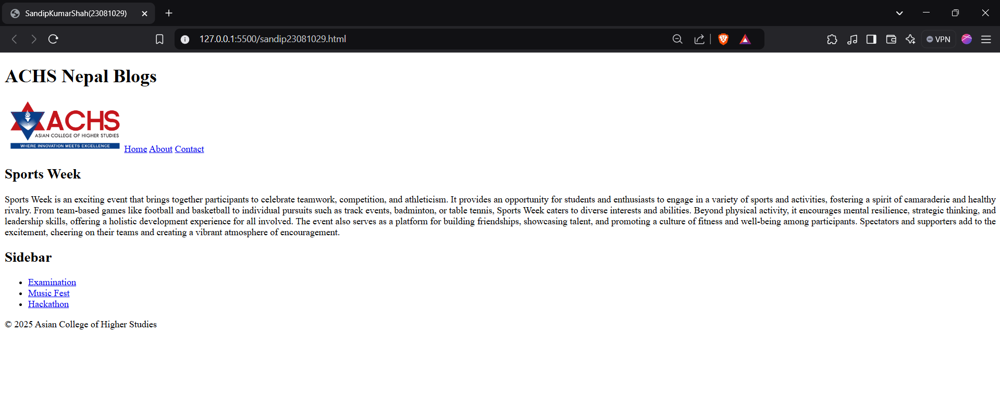 SandipKumarShah(23081029)
127.0.0.1:5500/sandip23081029.html
VPN
ACHS Nepal Blogs
ACHS
ASIAN COLLEGE OF HIGHER STUDIES
WHERE INNOVATION MEETS EXCELLENCE
Home About Contact
Sports Week
Sports Week is an exciting event that brings together participants to celebrate teamwork, competition, and athleticism. It provides an opportunity for students and enthusiasts to engage in a variety of sports and activities, fostering a spirit of camaraderie and healthy
rivalry. From team-based games like football and basketball to individual pursuits such as track events, badminton, or table tennis, Sports Week caters to diverse interests and abilities. Beyond physical activity, it encourages mental resilience, strategic thinking, and
leadership skills, offering a holistic development experience for all involved. The event also serves as a platform for building friendships, showcasing talent, and promoting a culture of fitness and well-being among participants. Spectators and supporters add to the
excitement, cheering on their teams and creating a vibrant atmosphere of encouragement.
Sidebar
• Examination
• Music Fest
• Hackathon
© 2025 Asian College of Higher Studies